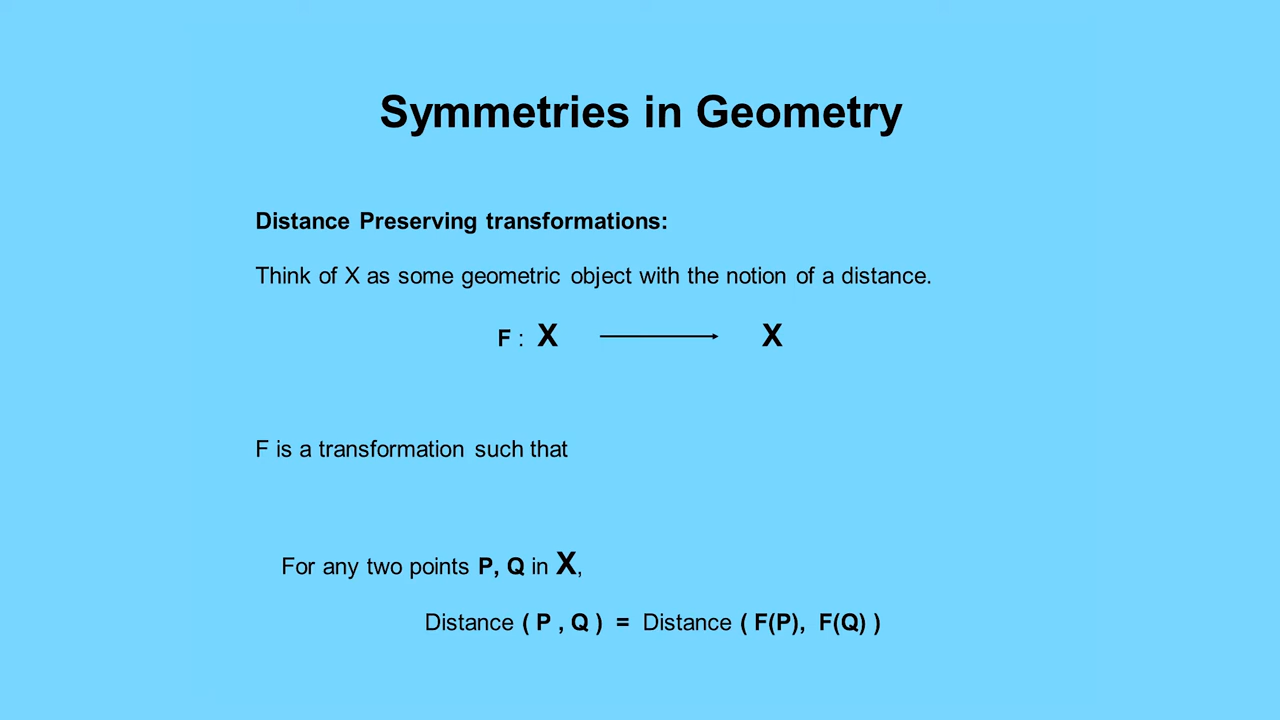 Symmetries in Geometry
Distance Preserving transformations:
Think of X as some geometric object with the notion of a distance.
F : X ⟶ X
F is a transformation such that
For any two points P, Q in X,
Distance ( P , Q ) = Distance ( F(P), F(Q) )